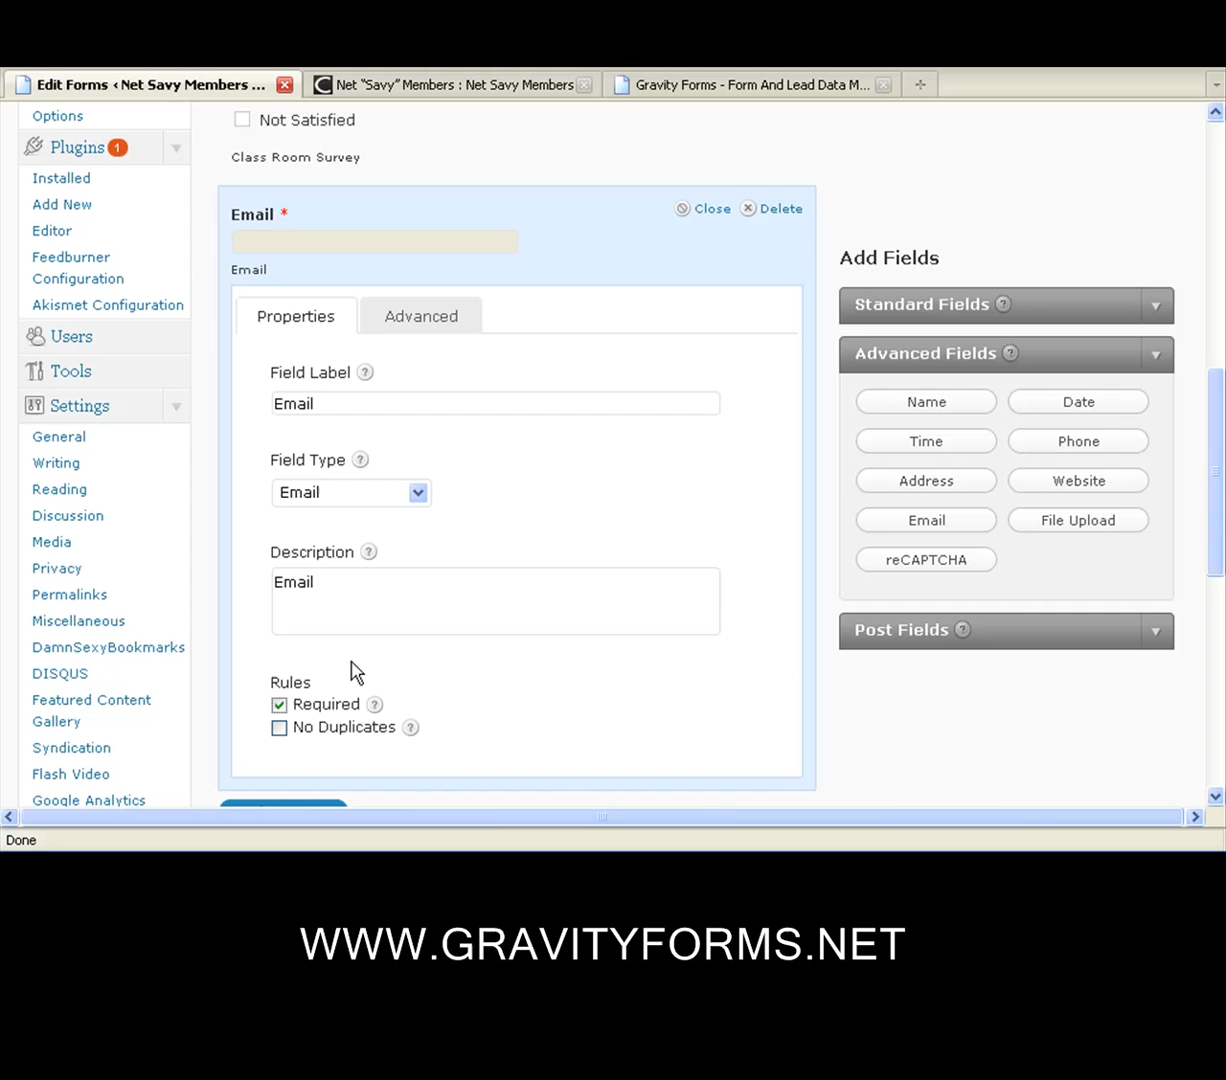 Edit Forms ‹ Net Savy Members ...
Net "Savy" Members : Net Savy Members
Gravity Forms - Form And Lead Data M...
Options
Plugins 1
Installed
Add New
Editor
Feedburner
Configuration
Akismet Configuration
Users
Tools
Settings
General
Writing
Reading
Discussion
Media
Privacy
Permalinks
Miscellaneous
DamnSexyBookmarks
DISQUS
Featured Content
Gallery
Syndication
Flash Video
Google Analytics
Not Satisfied
Class Room Survey
Email *
Close
Delete
Email
Properties
Advanced
Field Label ?
Email
Field Type ?
Email
Description ?
Email
Rules
Required ?
No Duplicates ?
Add Fields
Standard Fields ?
Advanced Fields ?
Name
Date
Time
Phone
Address
Website
Email
File Upload
reCAPTCHA
Post Fields ?
Done
WWW.GRAVITYFORMS.NET